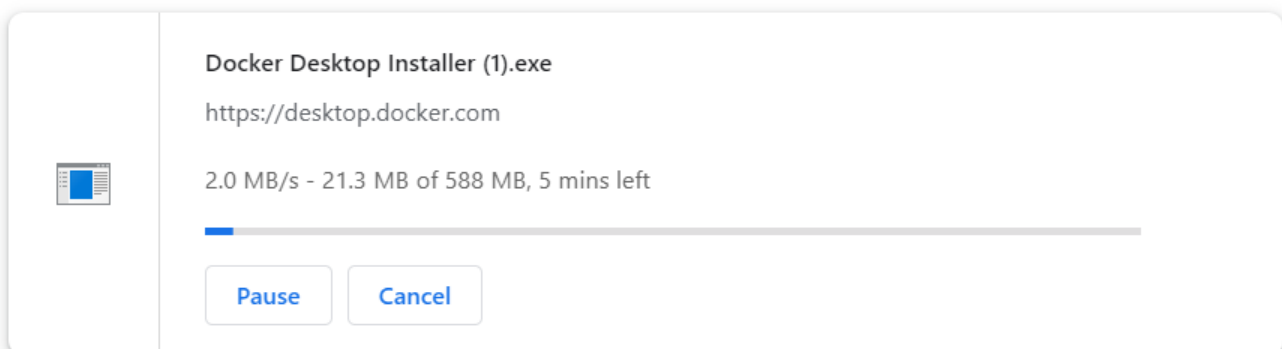 Docker Desktop Installer (1).exe
https://desktop.docker.com
2.0 MB/s - 21.3 MB of 588 MB, 5 mins left
Pause Cancel